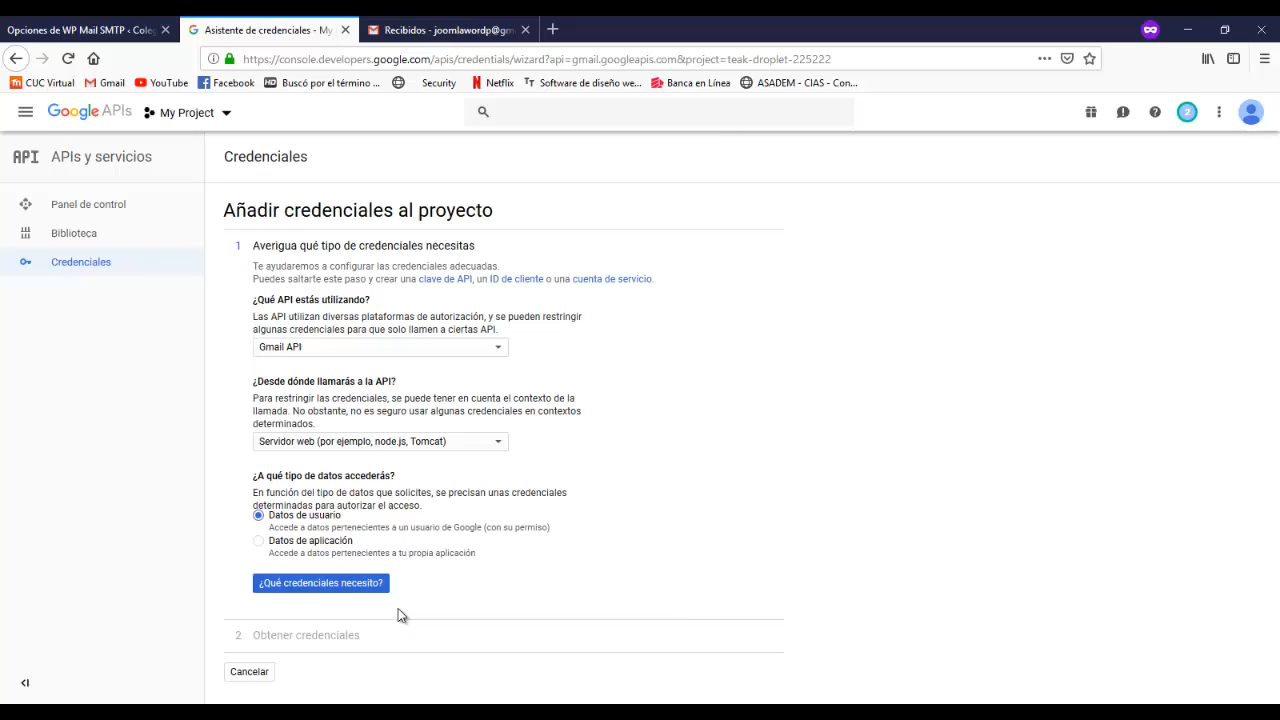 Opciones de WP Mail SMTP ‹ Coleg
Asistente de credenciales - My
Recibidos - joomlawordp@gm
https://console.developers.google.com/apis/credentials/wizard?api=gmail.googleapis.com&project=teak-droplet-225222
CUC Virtual
Gmail
YouTube
Facebook
HD Buscó por el término ...
Security
Netflix
Tт Software de diseño we...
Banca en Línea
ASADEM - CIAS - Con...
Google APIs
My Project
2
API APIs y servicios
Credenciales
Panel de control
Biblioteca
Credenciales
Añadir credenciales al proyecto
1 Averigua qué tipo de credenciales necesitas
Te ayudaremos a configurar las credenciales adecuadas.
Puedes saltarte este paso y crear una clave de API, un ID de cliente o una cuenta de servicio.
¿Qué API estás utilizando?
Las API utilizan diversas plataformas de autorización, y se pueden restringir
algunas credenciales para que solo llamen a ciertas API.
Gmail API
¿Desde dónde llamarás a la API?
Para restringir las credenciales, se puede tener en cuenta el contexto de la
llamada. No obstante, no es seguro usar algunas credenciales en contextos
determinados.
Servidor web (por ejemplo, node.js, Tomcat)
¿A qué tipo de datos accederás?
En función del tipo de datos que solicites, se precisan unas credenciales
determinadas para autorizar el acceso.
Datos de usuario
Accede a datos pertenecientes a un usuario de Google (con su permiso)
Datos de aplicación
Accede a datos pertenecientes a tu propia aplicación
¿Qué credenciales necesito?
2 Obtener credenciales
Cancelar